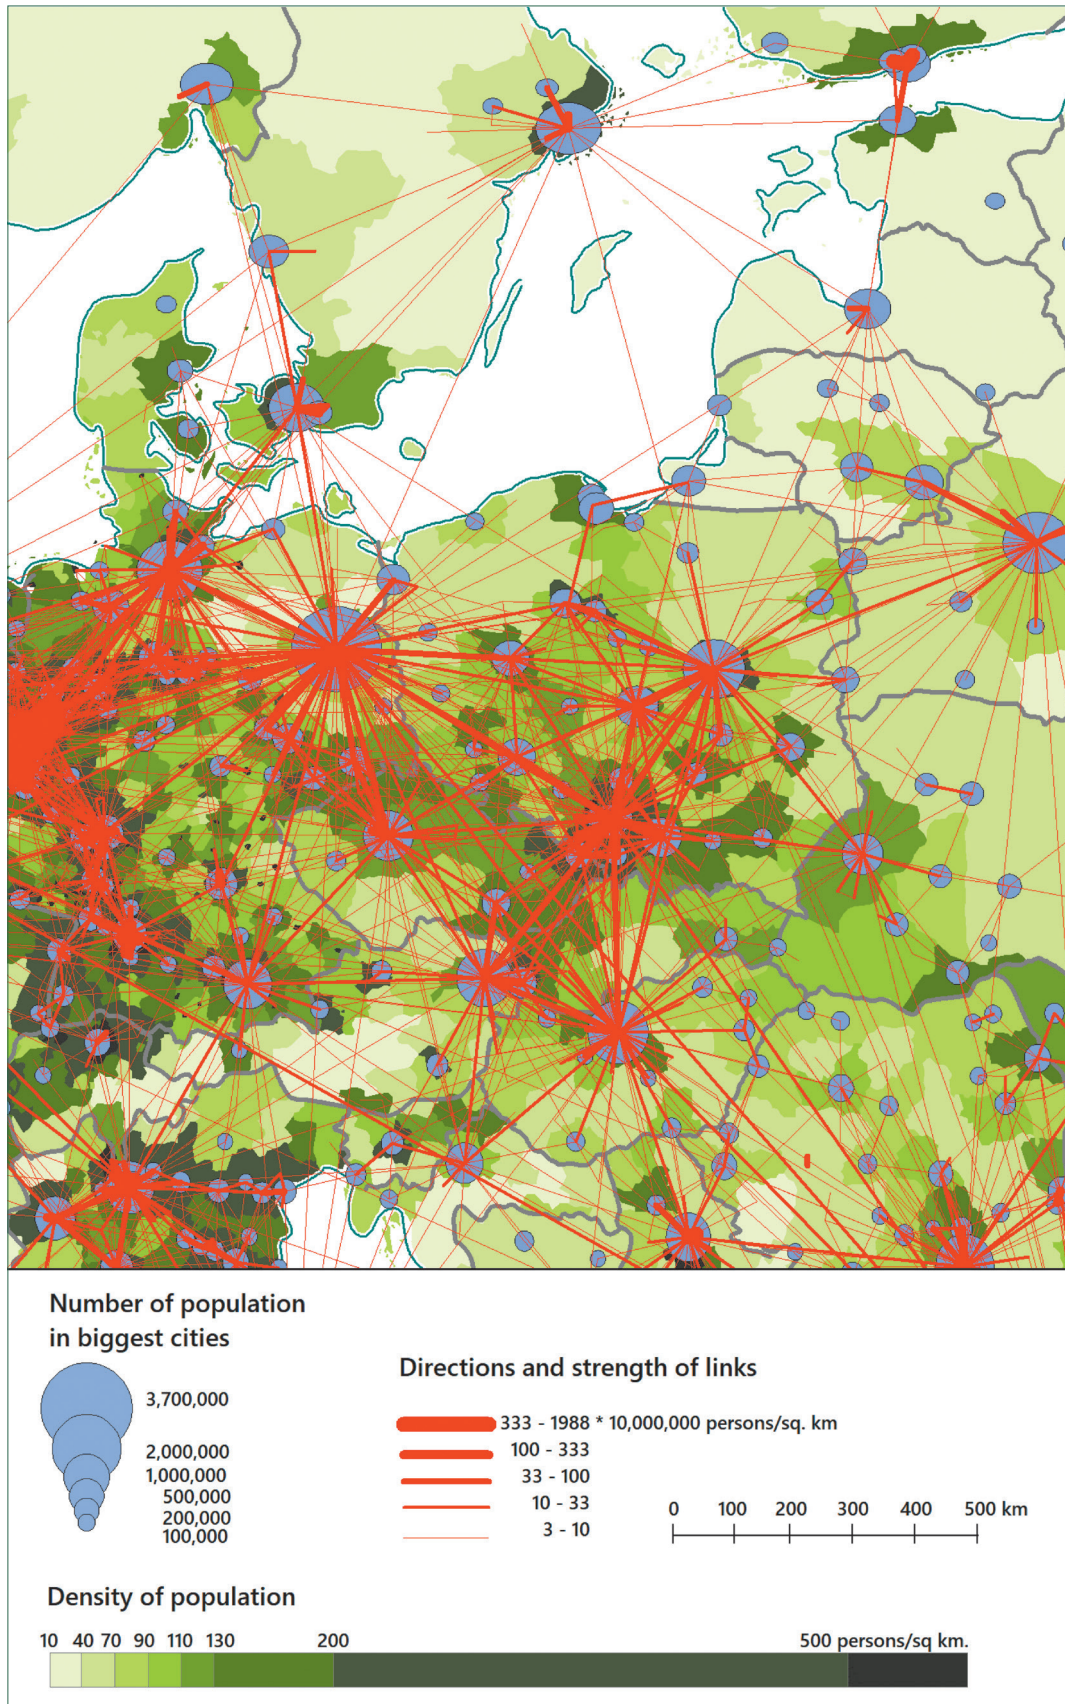 Number of population
in biggest cities
3,700,000
2,000,000
1,000,000
500,000
200,000
100,000
Directions and strength of links
333 - 1988 * 10,000,000 persons/sq. km
100 - 333
33 - 100
10 - 33
3 - 10
0 100 200 300 400 500 km
Density of population
10 40 70 90 110 130 200 500 persons/sq km.